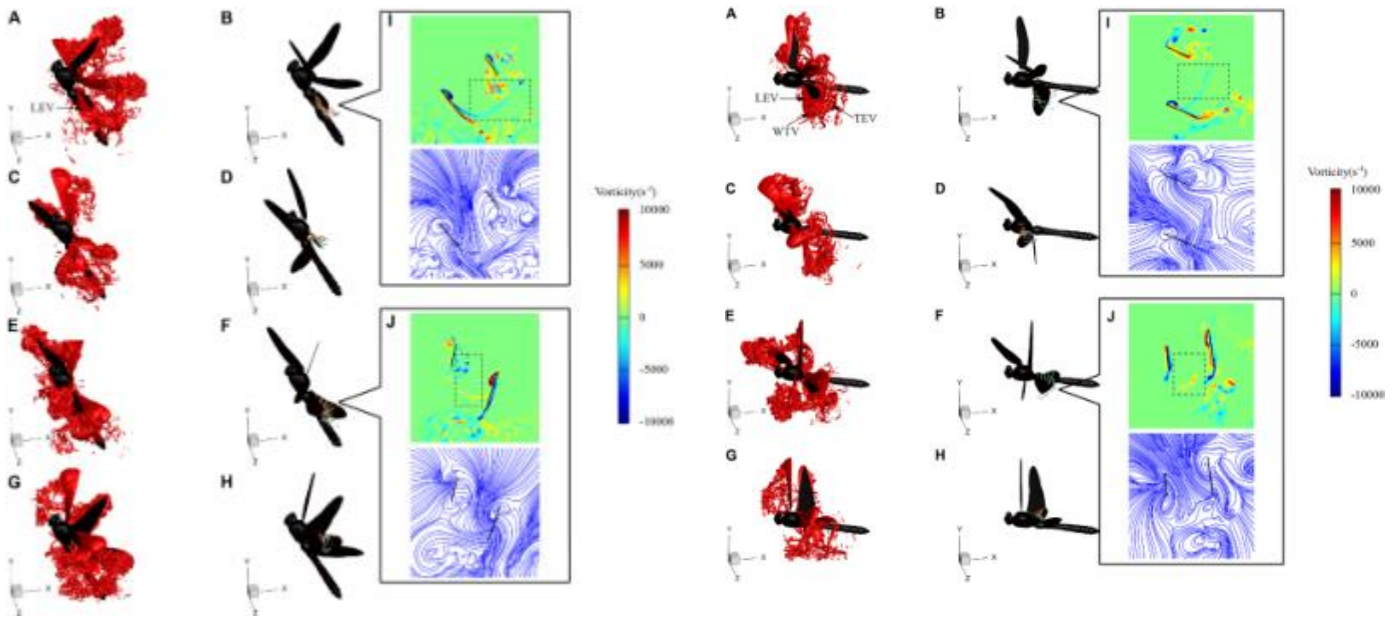 A
B
I
LEV
Y
X
Z
Y
X
Z
C
D
Y
X
Z
Y
X
Z
Vorticity(s⁻¹)
10000
5000
0
-5000
-10000
E
F
J
Y
X
Z
Y
X
Z
G
H
Y
X
Z
Y
X
Z
A
B
I
LEV
WTV
TEV
Y
X
Z
Y
X
Z
C
D
Y
X
Z
Y
X
Z
Vorticity(s⁻¹)
10000
5000
0
-5000
-10000
E
F
J
Y
X
Z
Y
X
Z
G
H
Y
X
Z
Y
X
Z